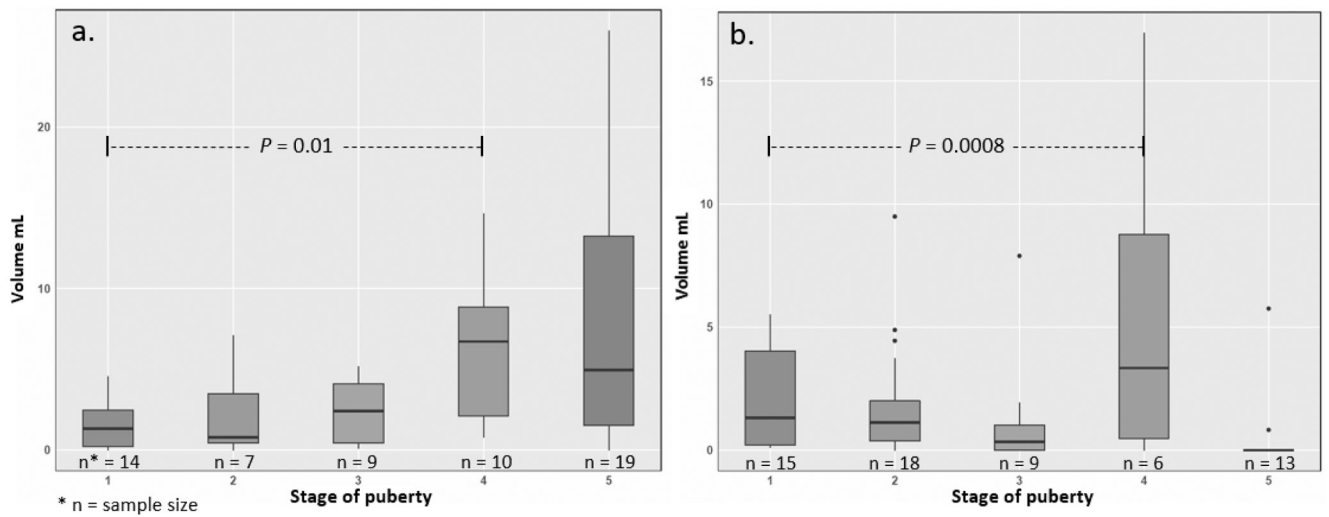 a.
20
10
0
Volume mL
P = 0.01
n* = 14
n = 7
n = 9
n = 10
n = 19
1
2
3
4
5
Stage of puberty
* n = sample size
b.
15
10
5
0
Volume mL
P = 0.0008
n = 15
n = 18
n = 9
n = 6
n = 13
1
2
3
4
5
Stage of puberty